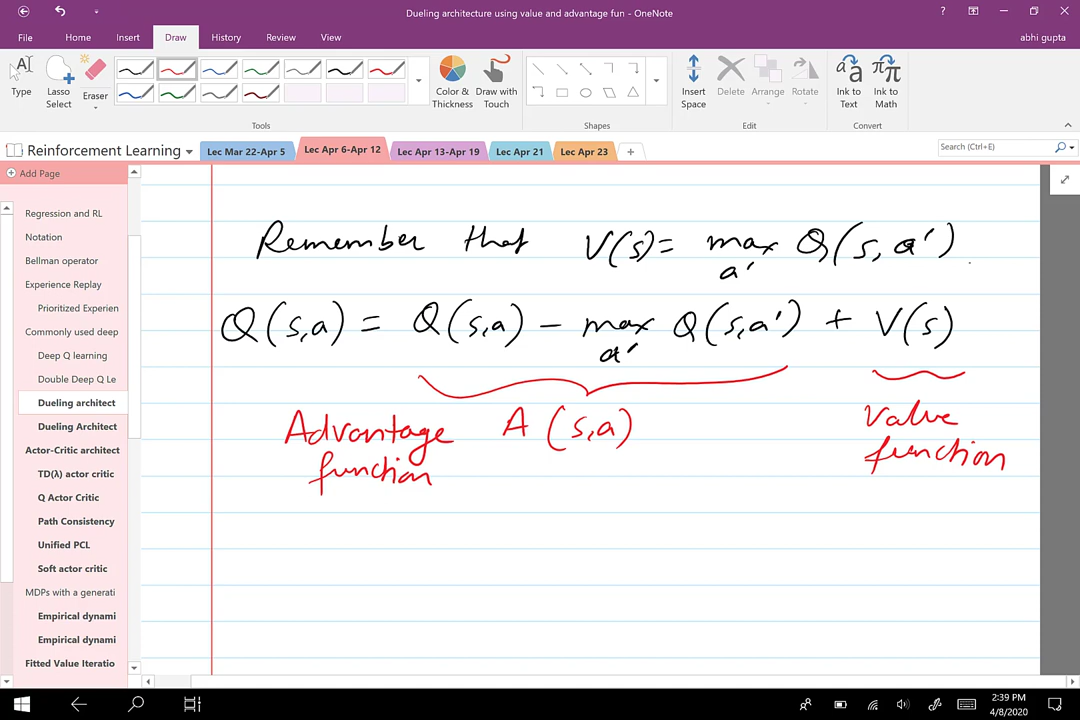 Dueling architecture using value and advantage fun - OneNote
File Home Insert Draw History Review View
abhi gupta
Type
Lasso Select
Eraser
Color & Thickness
Draw with Touch
Insert Space
Delete
Arrange
Rotate
Ink to Text
Ink to Math
Tools
Shapes
Edit
Convert
Reinforcement Learning
Lec Mar 22-Apr 5
Lec Apr 6-Apr 12
Lec Apr 13-Apr 19
Lec Apr 21
Lec Apr 23
Search (Ctrl+E)
Add Page
Regression and RL
Notation
Bellman operator
Experience Replay
Prioritized Experien
Commonly used deep
Deep Q learning
Double Deep Q Le
Dueling architect
Dueling Architect
Actor-Critic architect
TD(λ) actor critic
Q Actor Critic
Path Consistency
Unified PCL
Soft actor critic
MDPs with a generati
Empirical dynami
Empirical dynami
Fitted Value Iteratio
Remember that V(s) = max Q(s, a')
a'
Q(s,a) = Q(s,a) - max Q(s,a') + V(s)
a'
Advantage function
A (s,a)
Value function
2:39 PM
4/8/2020